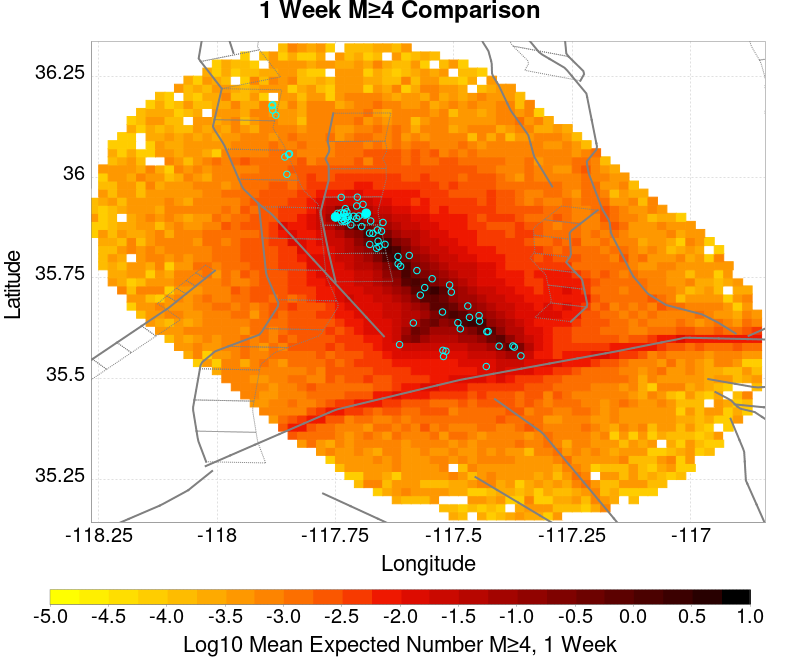 1 Week M≥4 Comparison
36.25
36
35.75
35.5
35.25
Latitude
-118.25 -118 -117.75 -117.5 -117.25 -117
Longitude
-5.0 -4.5 -4.0 -3.5 -3.0 -2.5 -2.0 -1.5 -1.0 -0.5 0.0 0.5 1.0
Log10 Mean Expected Number M≥4, 1 Week